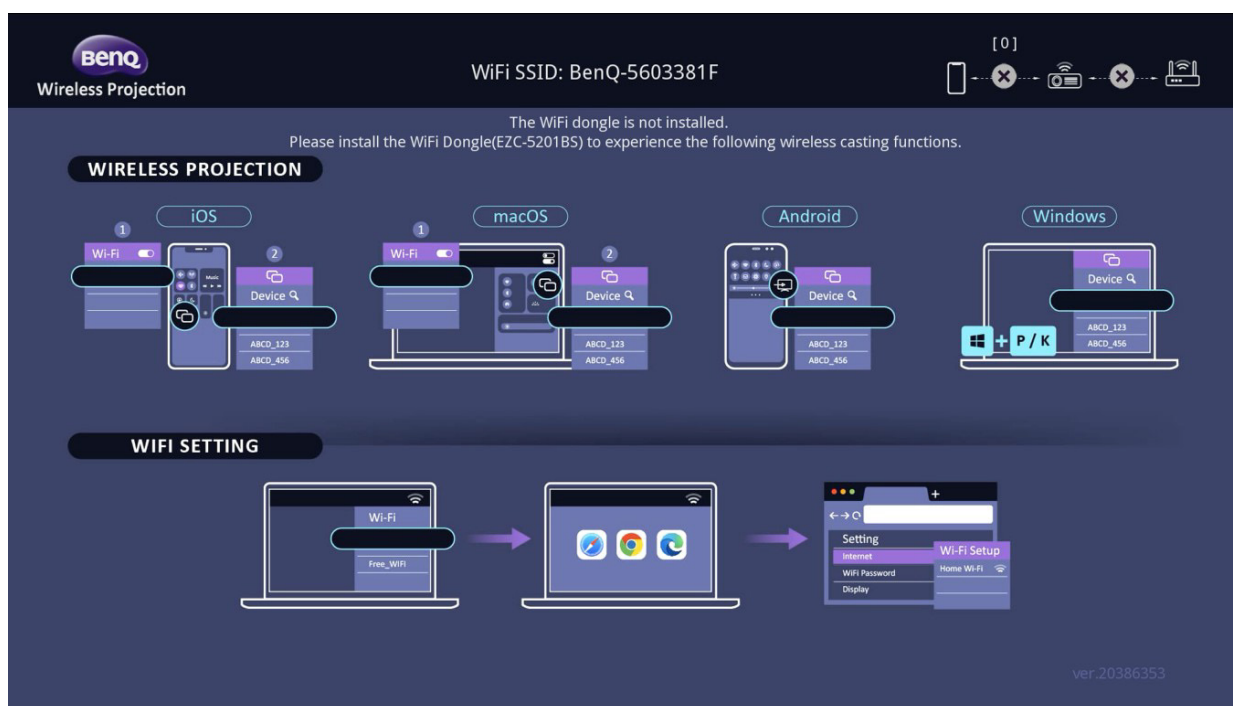 BenQ
Wireless Projection
WiFi SSID: BenQ-5603381F
[ 0 ]
The WiFi dongle is not installed.
Please install the WiFi Dongle(EZC-5201BS) to experience the following wireless casting functions.
WIRELESS PROJECTION
iOS
1
Wi-Fi
Music
2
Device
ABCD_123
ABCD_456
macOS
1
Wi-Fi
2
Device
ABCD_123
ABCD_456
Android
Device
ABCD_123
ABCD_456
Windows
Device
ABCD_123
ABCD_456
+ P / K
WIFI SETTING
Wi-Fi
Free_WIFI
+
Setting
Internet
WiFi Password
Display
Wi-Fi Setup
Home Wi-Fi
ver.20386353